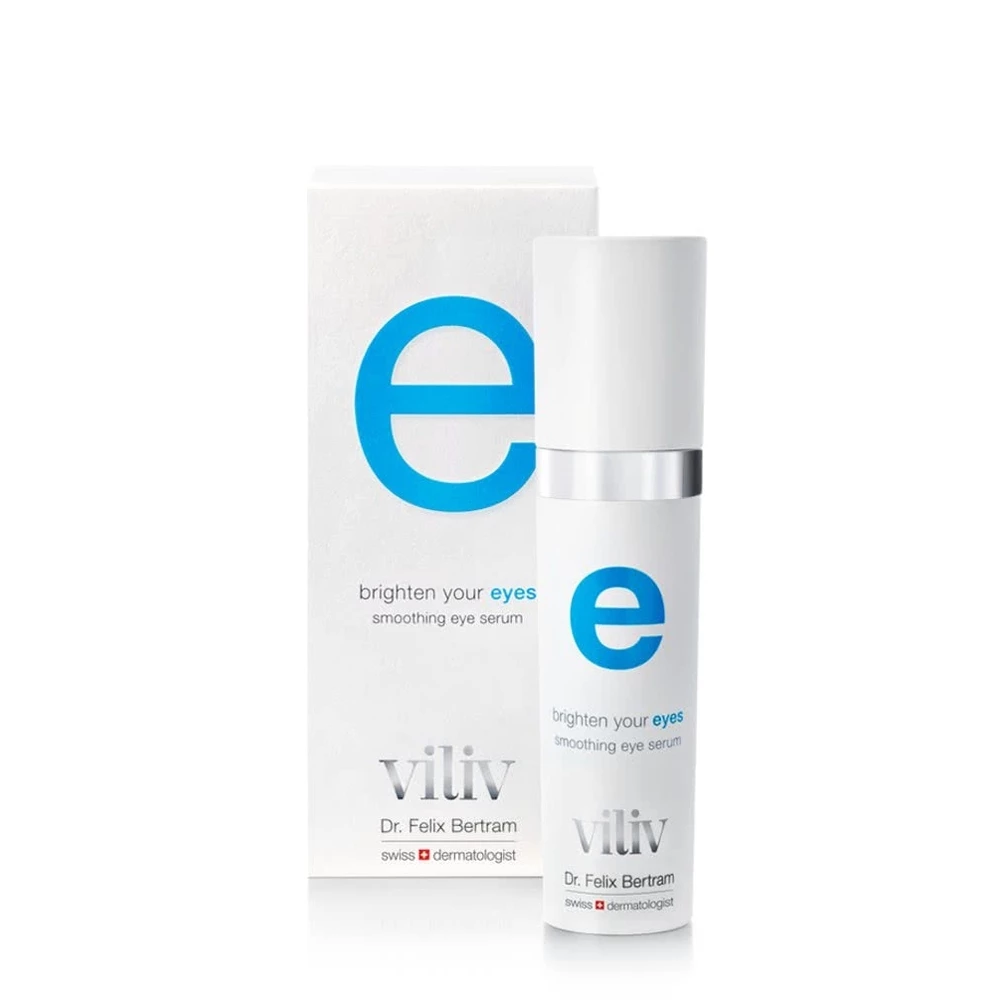 e
brighten your eyes
smoothing eye serum
viliv
Dr. Felix Bertram
swiss dermatologist
e
brighten your eyes
smoothing eye serum
viliv
Dr. Felix Bertram
swiss dermatologist